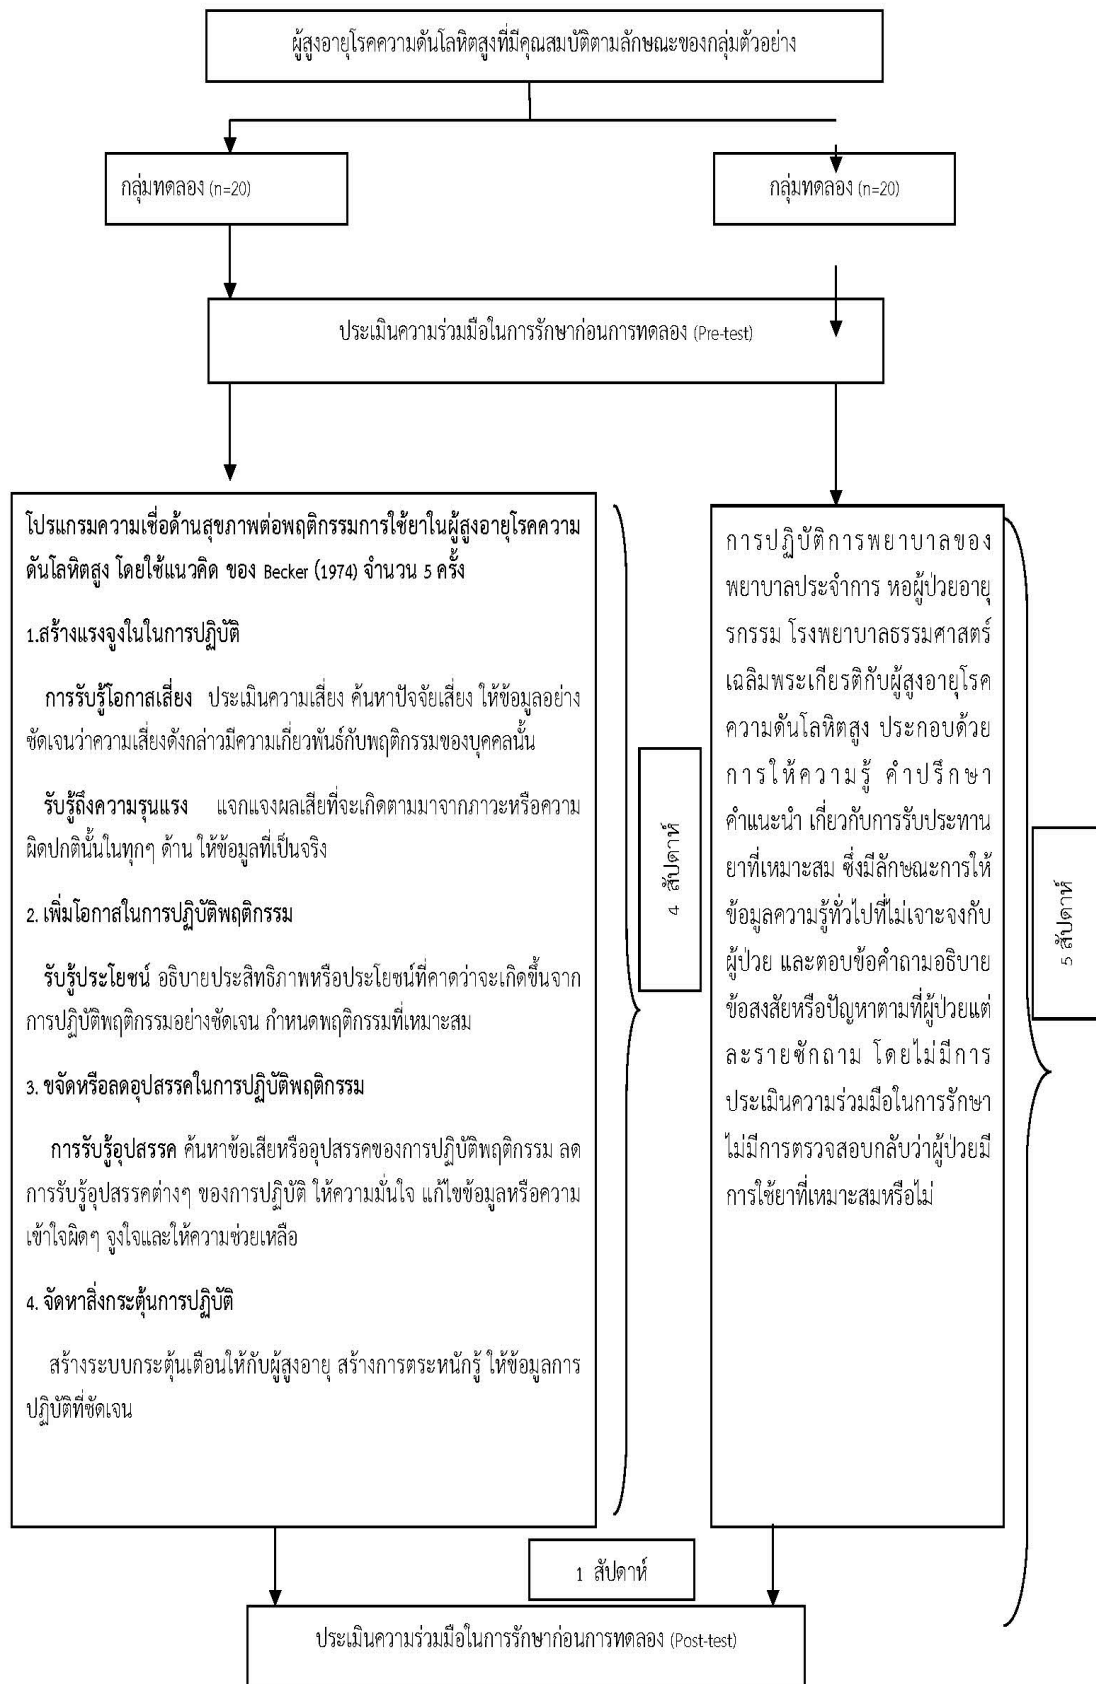 ผู้สูงอายุโรคความดันโลหิตสูงที่มีคุณสมบัติตามลักษณะของกลุ่มตัวอย่าง
กลุ่มทดลอง (n=20)
กลุ่มทดลอง (n=20)
ประเมินความร่วมมือในการรักษาก่อนการทดลอง (Pre-test)
โปรแกรมความเชื่อด้านสุขภาพต่อพฤติกรรมการใช้ยาในผู้สูงอายุโรคความ
ดันโลหิตสูง โดยใช้แนวคิด ของ Becker (1974) จำนวน 5 ครั้ง
1.สร้างแรงจูงในในการปฏิบัติ
การรับรู้โอกาสเสี่ยง ประเมินความเสี่ยง ค้นหาปัจจัยเสี่ยง ให้ข้อมูลอย่าง
ชัดเจนว่าความเสี่ยงดังกล่าวมีความเกี่ยวพันธ์กับพฤติกรรมของบุคคลนั้น
รับรู้ถึงความรุนแรง แจกแจงผลเสียที่จะเกิดตามมาจากภาวะหรือความ
ผิดปกตินั้นในทุกๆ ด้าน ให้ข้อมูลที่เป็นจริง
2. เพิ่มโอกาสในการปฏิบัติพฤติกรรม
รับรู้ประโยชน์ อธิบายประสิทธิภาพหรือประโยชน์ที่คาดว่าจะเกิดขึ้นจาก
การปฏิบัติพฤติกรรมอย่างชัดเจน กำหนดพฤติกรรมที่เหมาะสม
3. ขจัดหรือลดอุปสรรคในการปฏิบัติพฤติกรรม
การรับรู้อุปสรรค ค้นหาข้อเสียหรืออุปสรรคของการปฏิบัติพฤติกรรม ลด
การรับรู้อุปสรรคต่างๆ ของการปฏิบัติ ให้ความมั่นใจ แก้ไขข้อมูลหรือความ
เข้าใจผิดๆ จูงใจและให้ความช่วยเหลือ
4. จัดหาสิ่งกระตุ้นการปฏิบัติ
สร้างระบบกระตุ้นเตือนให้กับผู้สูงอายุ สร้างการตระหนักรู้ ให้ข้อมูลการ
ปฏิบัติที่ชัดเจน
4 สัปดาห์
การปฏิบัติการพยาบาลของ
พยาบาลประจำการ หอผู้ป่วยอายุ
รกรรม โรงพยาบาลธรรมศาสตร์
เฉลิมพระเกียรติกับผู้สูงอายุโรค
ความดันโลหิตสูง ประกอบด้วย
การให้ความรู้ คำปรึกษา
คำแนะนำ เกี่ยวกับการรับประทาน
ยาที่เหมาะสม ซึ่งมีลักษณะการให้
ข้อมูลความรู้ทั่วไปที่ไม่เจาะจงกับ
ผู้ป่วย และตอบข้อคำถามอธิบาย
ข้อสงสัยหรือปัญหาตามที่ผู้ป่วยแต่
ละรายซักถาม โดยไม่มีการ
ประเมินความร่วมมือในการรักษา
ไม่มีการตรวจสอบกลับว่าผู้ป่วยมี
การใช้ยาที่เหมาะสมหรือไม่
5 สัปดาห์
1 สัปดาห์
ประเมินความร่วมมือในการรักษาก่อนการทดลอง (Post-test)